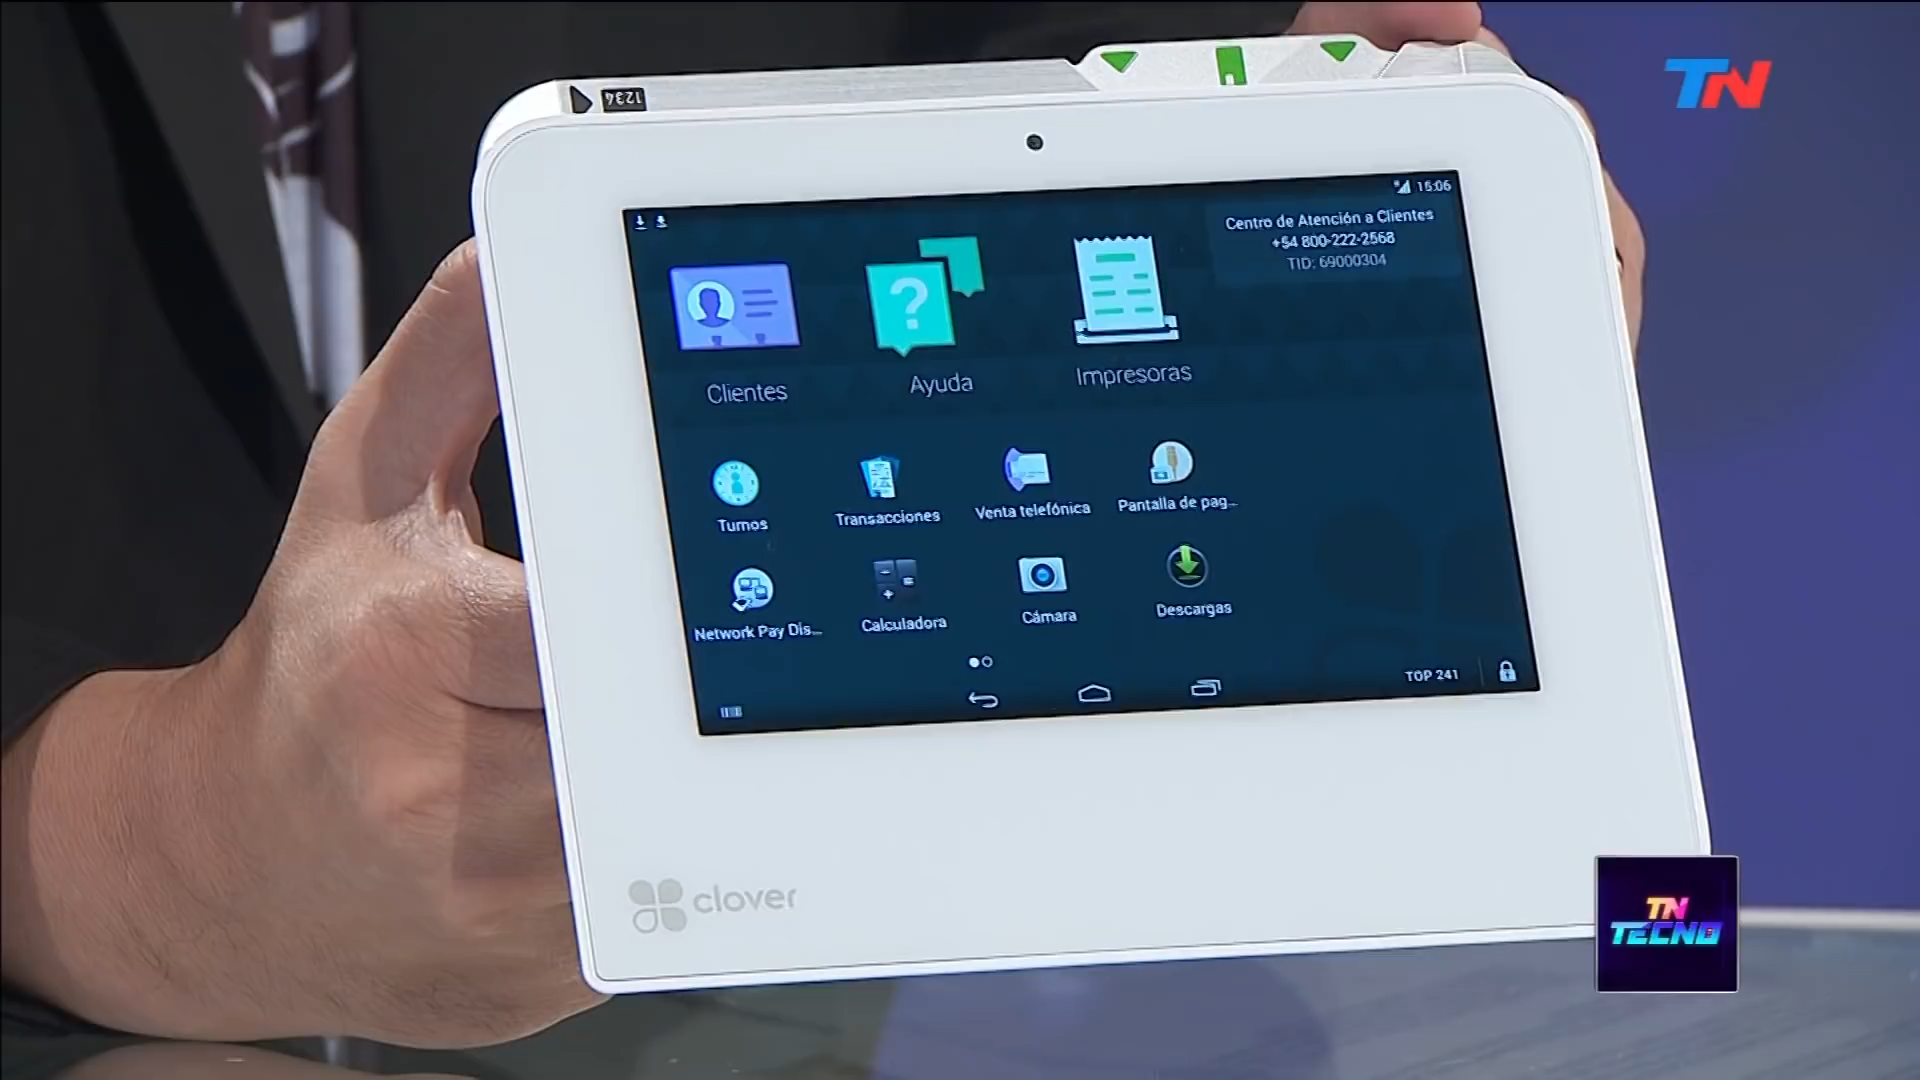 TN
1234
15:06
Centro de Atención a Clientes
+54 800-222-2568
TID: 69000304
?
Clientes
Ayuda
Impresoras
Turnos
Transacciones
Venta telefónica
Pantalla de pag...
Network Pay Dis...
Calculadora
Cámara
Descargas
TOP 241
clover
TN
TECNO